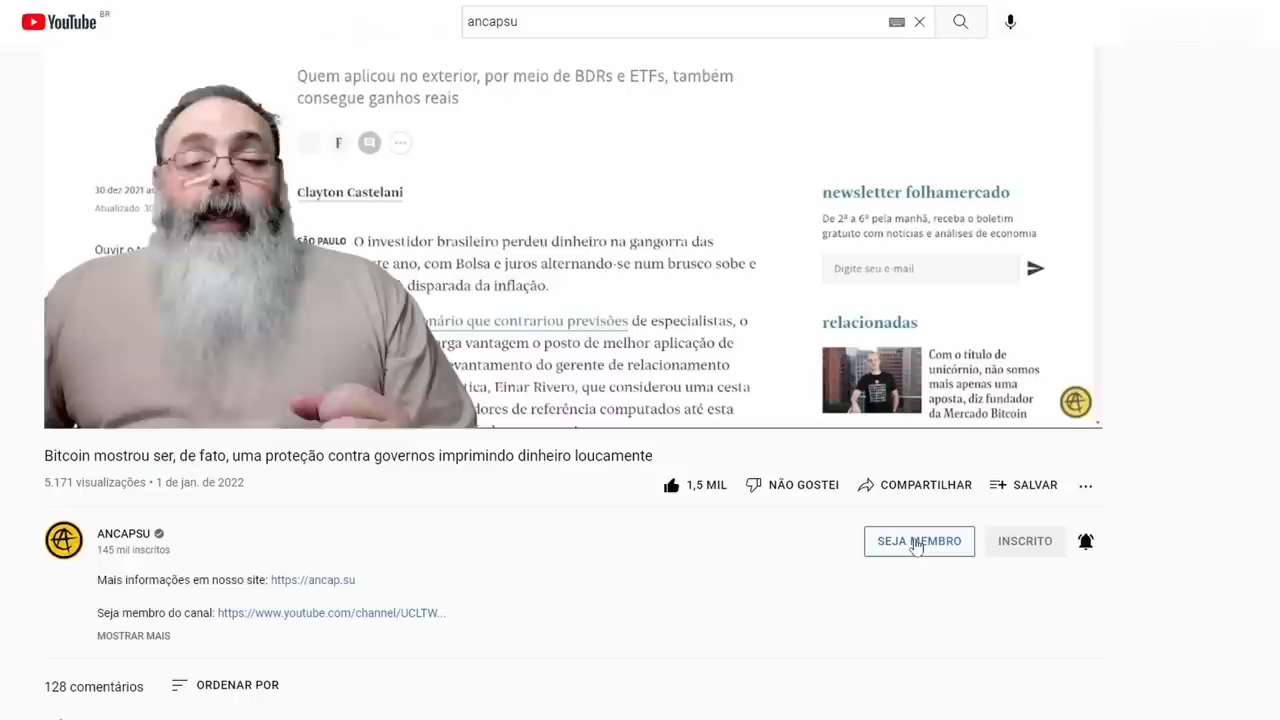 YouTube BR
ancapsu
Quem aplicou no exterior, por meio de BDRs e ETFs, também
consegue ganhos reais
F
30 dez 2021
Atualizado 30
Clayton Castelani
Ouvir o
SÃO PAULO O investidor brasileiro perdeu dinheiro na gangorra das
te ano, com Bolsa e juros alternando-se num brusco sobe e
disparada da inflação.
nário que contrariou previsões de especialistas, o
rga vantagem o posto de melhor aplicação de
evantamento do gerente de relacionamento
tica, Einar Rivero, que considerou uma cesta
dores de referência computados até esta
newsletter folhamercado
De 2ª a 6ª pela manhã, receba o boletim
gratuito com notícias e análises de economia
Digite seu e-mail
relacionadas
Com o título de
unicórnio, não somos
mais apenas uma
aposta, diz fundador
da Mercado Bitcoin
Bitcoin mostrou ser, de fato, uma proteção contra governos imprimindo dinheiro loucamente
5.171 visualizações • 1 de jan. de 2022
1,5 MIL NÃO GOSTEI COMPARTILHAR SALVAR ...
ANCAPSU
145 mil inscritos
SEJA MEMBRO INSCRITO
Mais informações em nosso site: https://ancap.su
Seja membro do canal: https://www.youtube.com/channel/UCLTW...
MOSTRAR MAIS
128 comentários ORDENAR POR